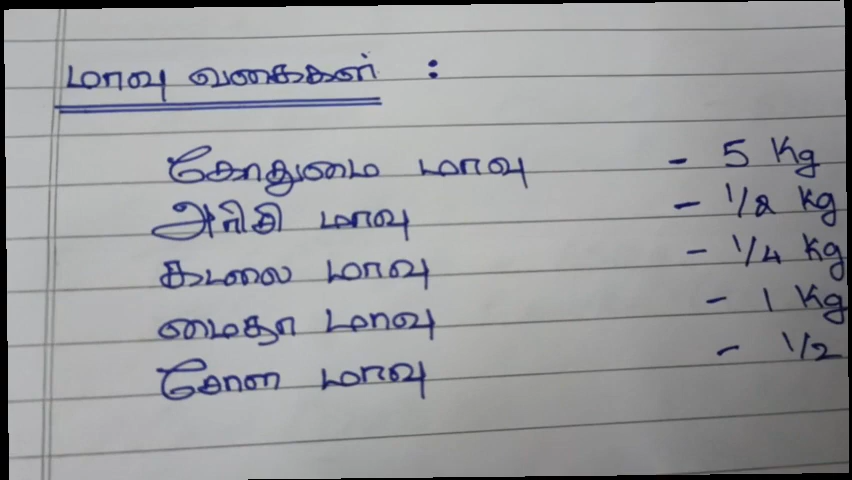 மாவு வகைகள் :
கோதுமை மாவு - 5 Kg
அரிசி மாவு - 1/2 Kg
கடலை மாவு - 1/4 Kg
மைதா மாவு - 1 Kg
சோள மாவு - 1/2